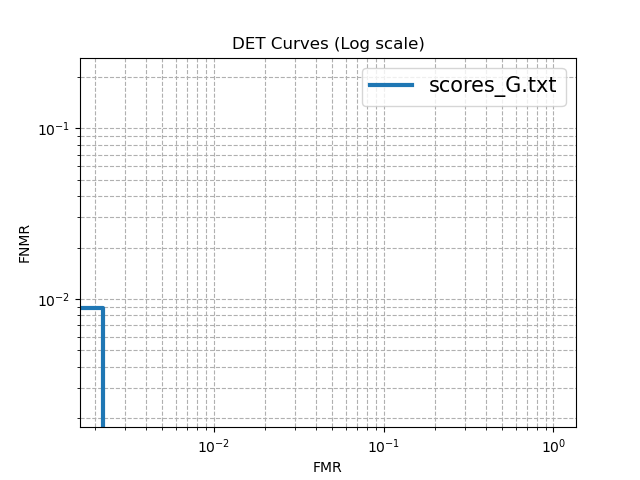 DET Curves (Log scale)
scores_G.txt
10⁻¹
10⁻²
FNMR
10⁻² 10⁻¹ 10⁰
FMR